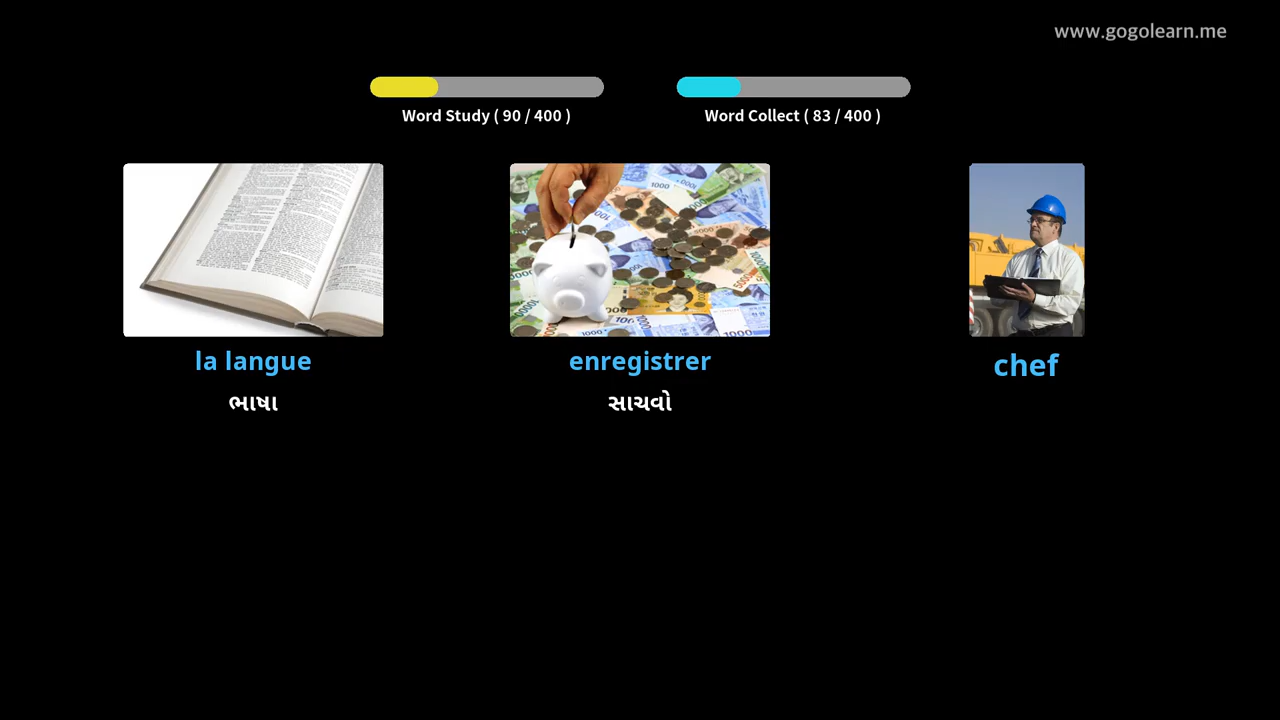 www.gogolearn.me
Word Study ( 90 / 400 )
Word Collect ( 83 / 400 )
la langue
ભાષા
enregistrer
સાચવો
chef